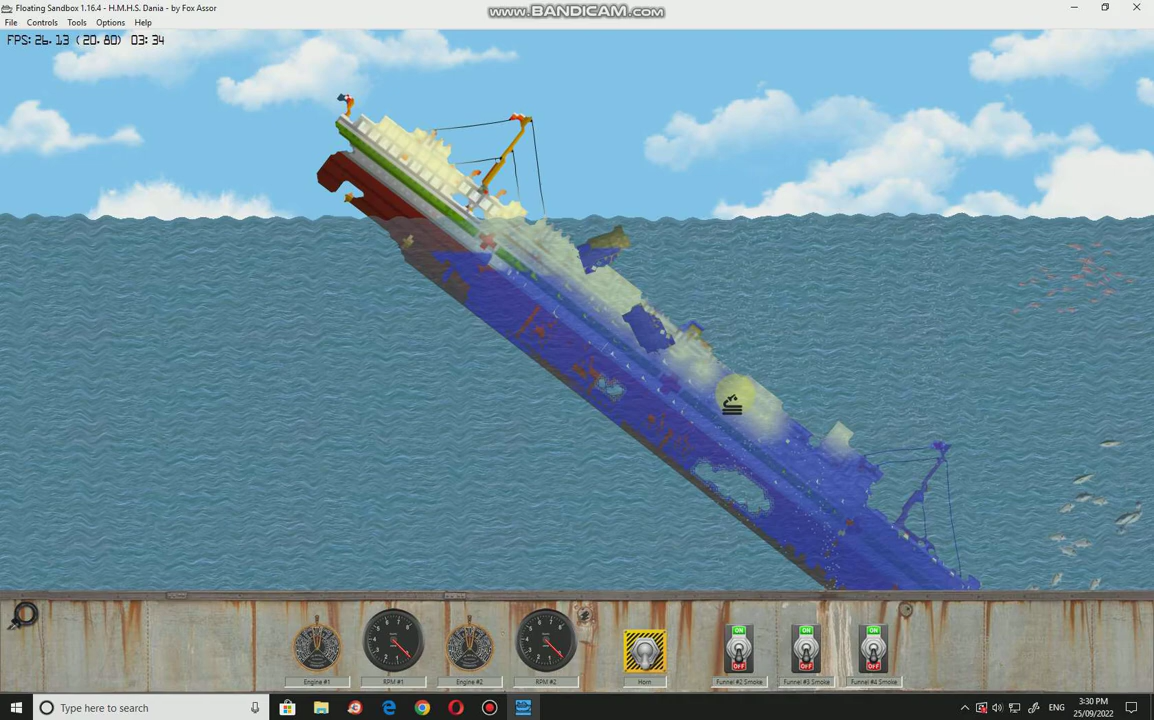 Floating Sandbox 1.16.4 - H.M.H.S. Dania - by Fox Assor
www.BANDICAM.com
File Controls Tools Options Help
FPS: 26.13 (20.80) 03:34
Engine #1 RPM #1 Engine #2 RPM #2 Horn Funnel #2 Smoke Funnel #3 Smoke Funnel #4 Smoke
ON ON ON
OFF OFF OFF
Type here to search
ENG
3:30 PM
25/09/2022